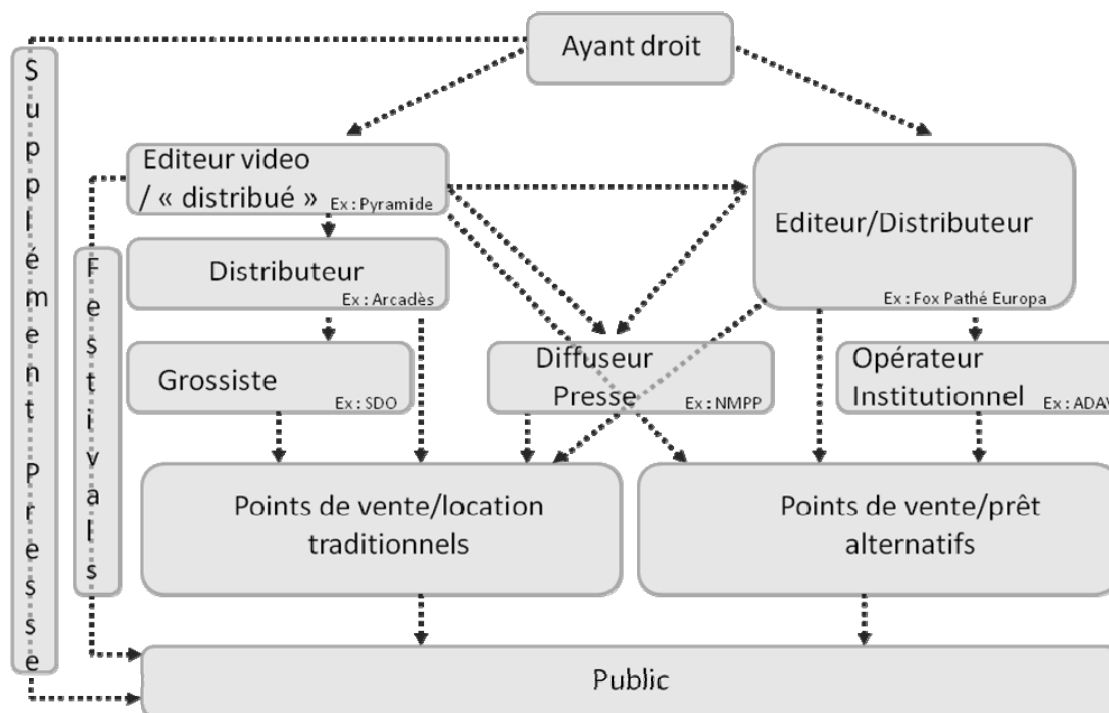 Ayant droit
Supplément Presse
Editeur video
/ « distribué » Ex : Pyramide
Editeur/Distributeur
Ex : Fox Pathé Europa
Festivals
Distributeur
Ex : Arcadès
Grossiste
Ex : SDO
Diffuseur
Presse Ex : NMPP
Opérateur
Institutionnel Ex : ADAV
Points de vente/location
traditionnels
Points de vente/prêt
alternatifs
Public